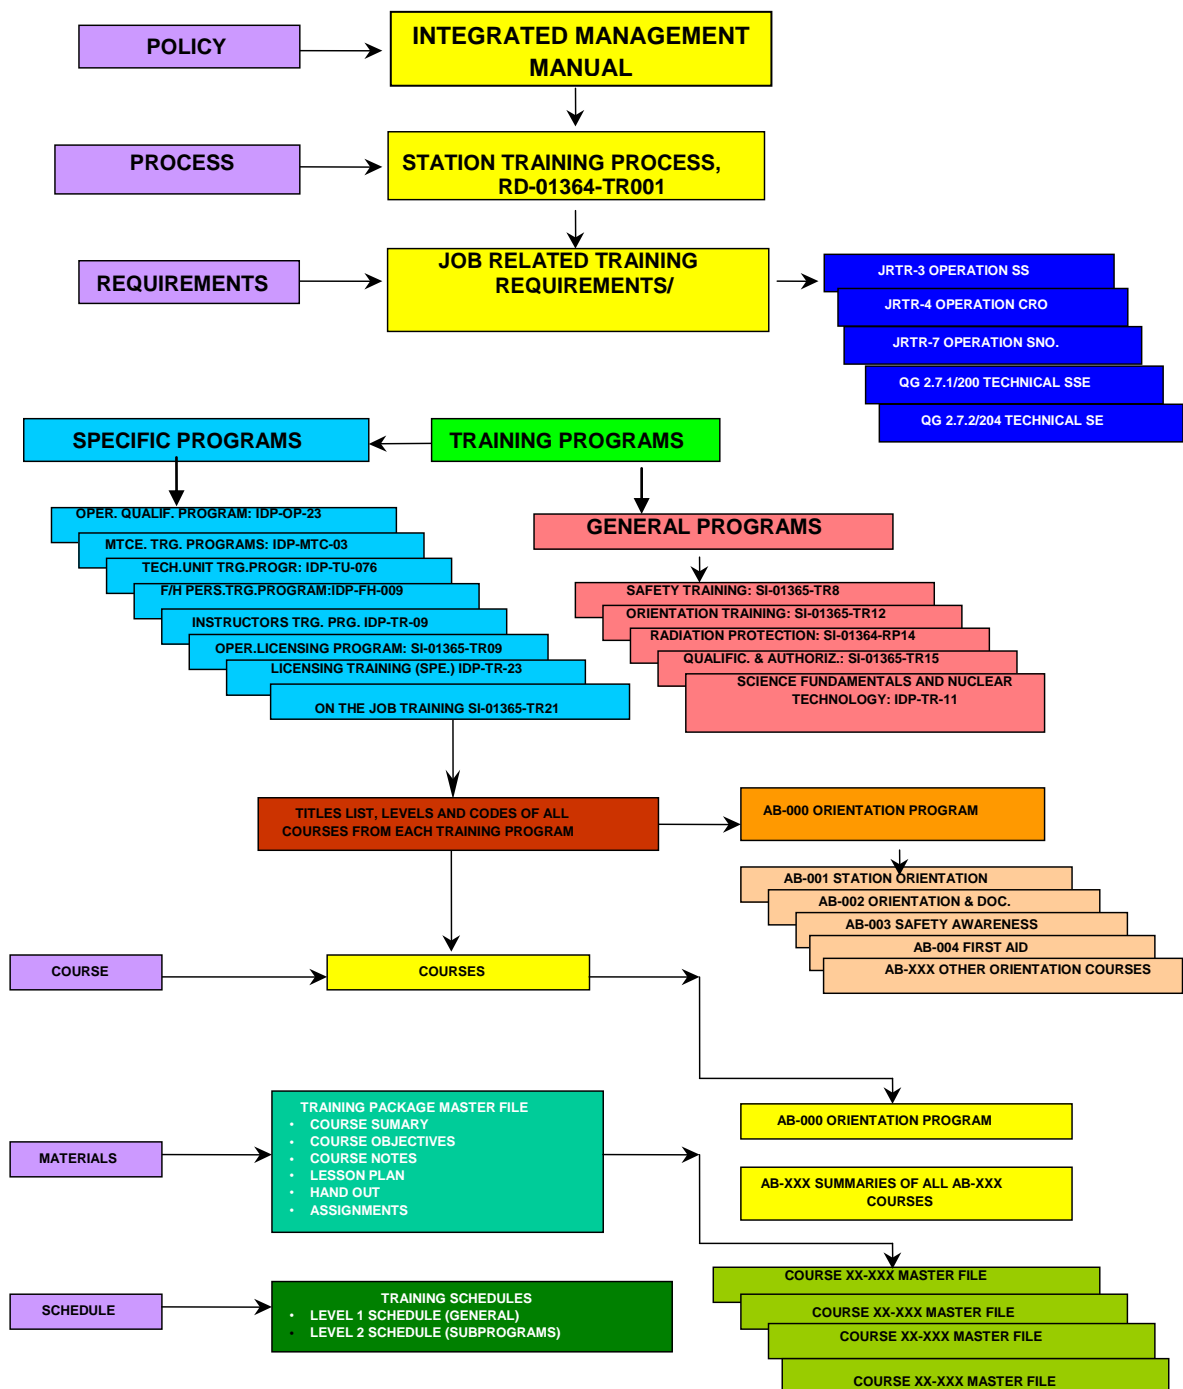 POLICY
INTEGRATED MANAGEMENT
MANUAL
PROCESS
STATION TRAINING PROCESS,
RD-01364-TR001
REQUIREMENTS
JOB RELATED TRAINING
REQUIREMENTS/
JRTR-3 OPERATION SS
JRTR-4 OPERATION CRO
JRTR-7 OPERATION SNO.
QG 2.7.1/200 TECHNICAL SSE
QG 2.7.2/204 TECHNICAL SE
SPECIFIC PROGRAMS
TRAINING PROGRAMS
OPER. QUALIF. PROGRAM: IDP-OP-23
MTCE. TRG. PROGRAMS: IDP-MTC-03
TECH.UNIT TRG.PROGR: IDP-TU-076
F/H PERS.TRG.PROGRAM:IDP-FH-009
INSTRUCTORS TRG. PRG. IDP-TR-09
OPER.LICENSING PROGRAM: SI-01365-TR09
LICENSING TRAINING (SPE.) IDP-TR-23
ON THE JOB TRAINING SI-01365-TR21
GENERAL PROGRAMS
SAFETY TRAINING: SI-01365-TR8
ORIENTATION TRAINING: SI-01365-TR12
RADIATION PROTECTION: SI-01364-RP14
QUALIFIC. & AUTHORIZ.: SI-01365-TR15
SCIENCE FUNDAMENTALS AND NUCLEAR
TECHNOLOGY: IDP-TR-11
TITLES LIST, LEVELS AND CODES OF ALL
COURSES FROM EACH TRAINING PROGRAM
AB-000 ORIENTATION PROGRAM
AB-001 STATION ORIENTATION
AB-002 ORIENTATION & DOC.
AB-003 SAFETY AWARENESS
AB-004 FIRST AID
AB-XXX OTHER ORIENTATION COURSES
COURSE
COURSES
AB-000 ORIENTATION PROGRAM
AB-XXX SUMMARIES OF ALL AB-XXX
COURSES
MATERIALS
TRAINING PACKAGE MASTER FILE
• COURSE SUMARY
• COURSE OBJECTIVES
• COURSE NOTES
• LESSON PLAN
• HAND OUT
• ASSIGNMENTS
COURSE XX-XXX MASTER FILE
COURSE XX-XXX MASTER FILE
COURSE XX-XXX MASTER FILE
COURSE XX-XXX MASTER FILE
SCHEDULE
TRAINING SCHEDULES
• LEVEL 1 SCHEDULE (GENERAL)
• LEVEL 2 SCHEDULE (SUBPROGRAMS)